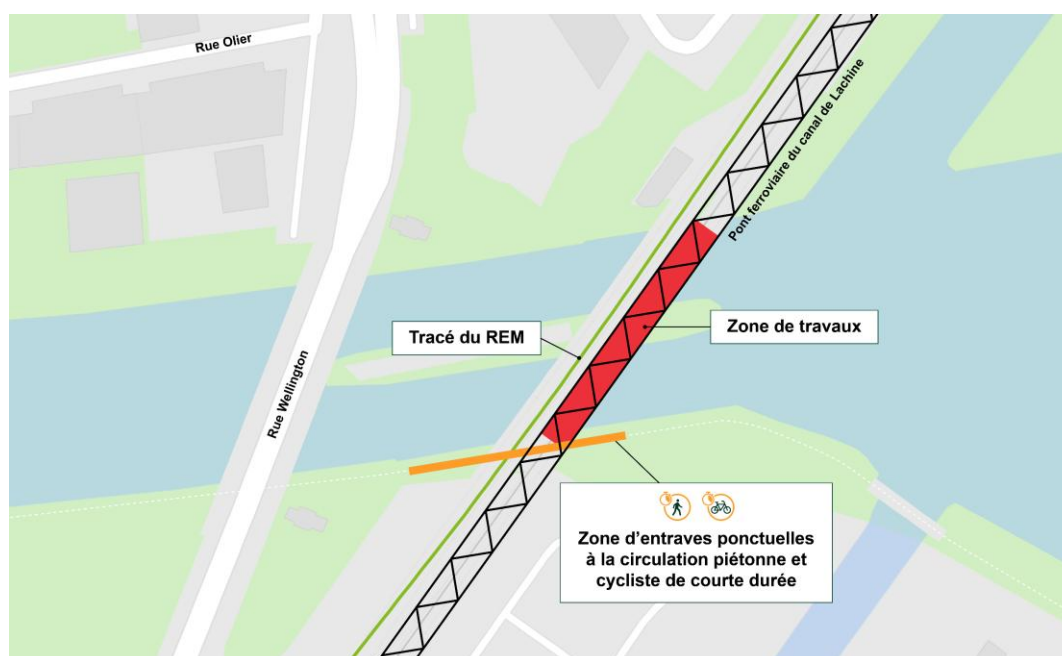 Rue Olier
Pont ferroviaire du canal de Lachine
Tracé du REM
Zone de travaux
Rue Wellington
Zone d'entraves ponctuelles
à la circulation piétonne et
cycliste de courte durée